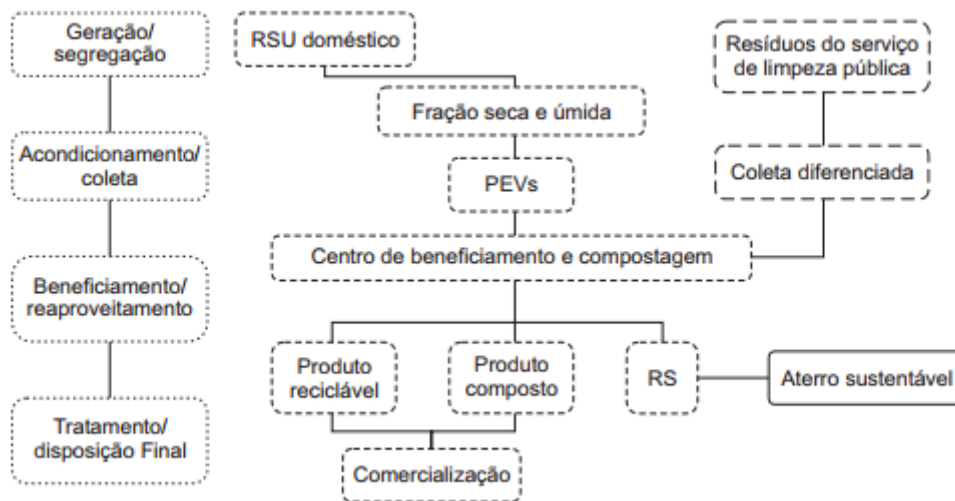 Geração/
segregação
RSU doméstico
Resíduos do serviço
de limpeza pública
Fração seca e úmida
Acondicionamento/
coleta
PEVs
Coleta diferenciada
Centro de beneficiamento e compostagem
Beneficiamento/
reaproveitamento
Produto
reciclável
Produto
composto
RS
Aterro sustentável
Tratamento/
disposição Final
Comercialização